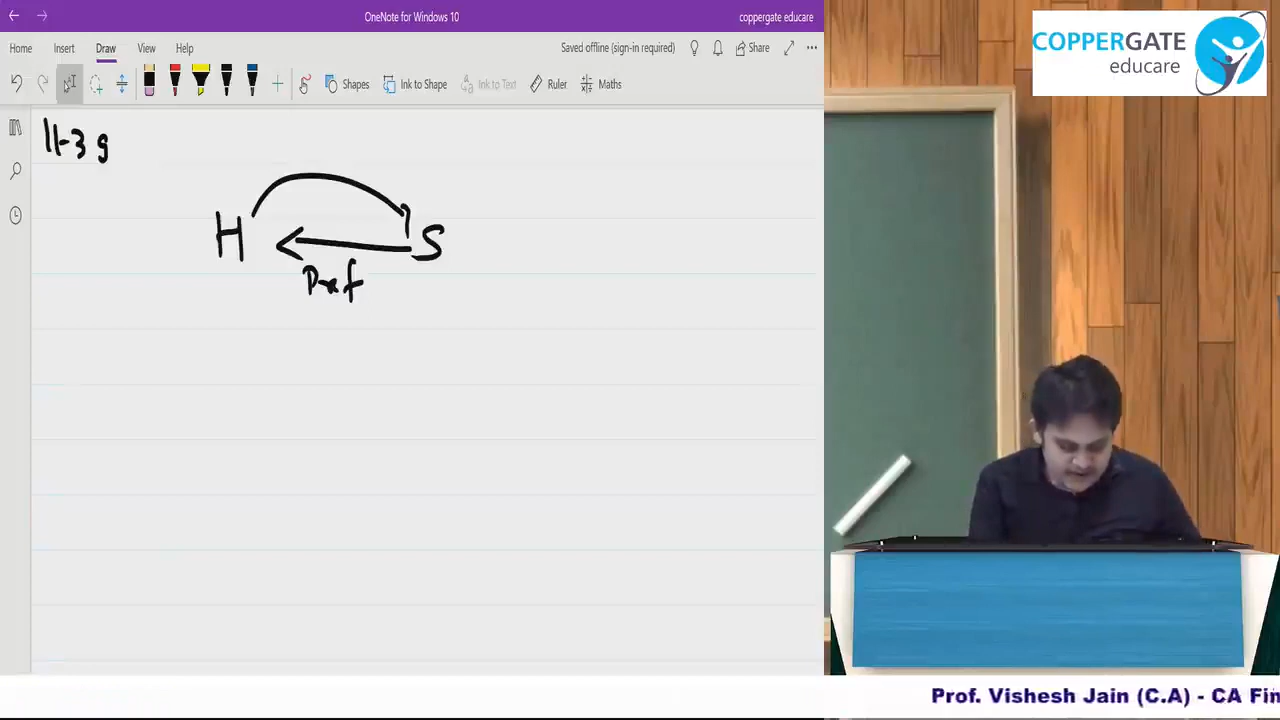 OneNote for Windows 10
coppergate educare
Home Insert Draw View Help
Saved offline (sign-in required)
Share
Shapes
Ink to Shape
Ink to Text
Ruler
Maths
COPPERGATE
educare
11-3 g
H S
Pref
Prof. Vishesh Jain (C.A) - CA Fin